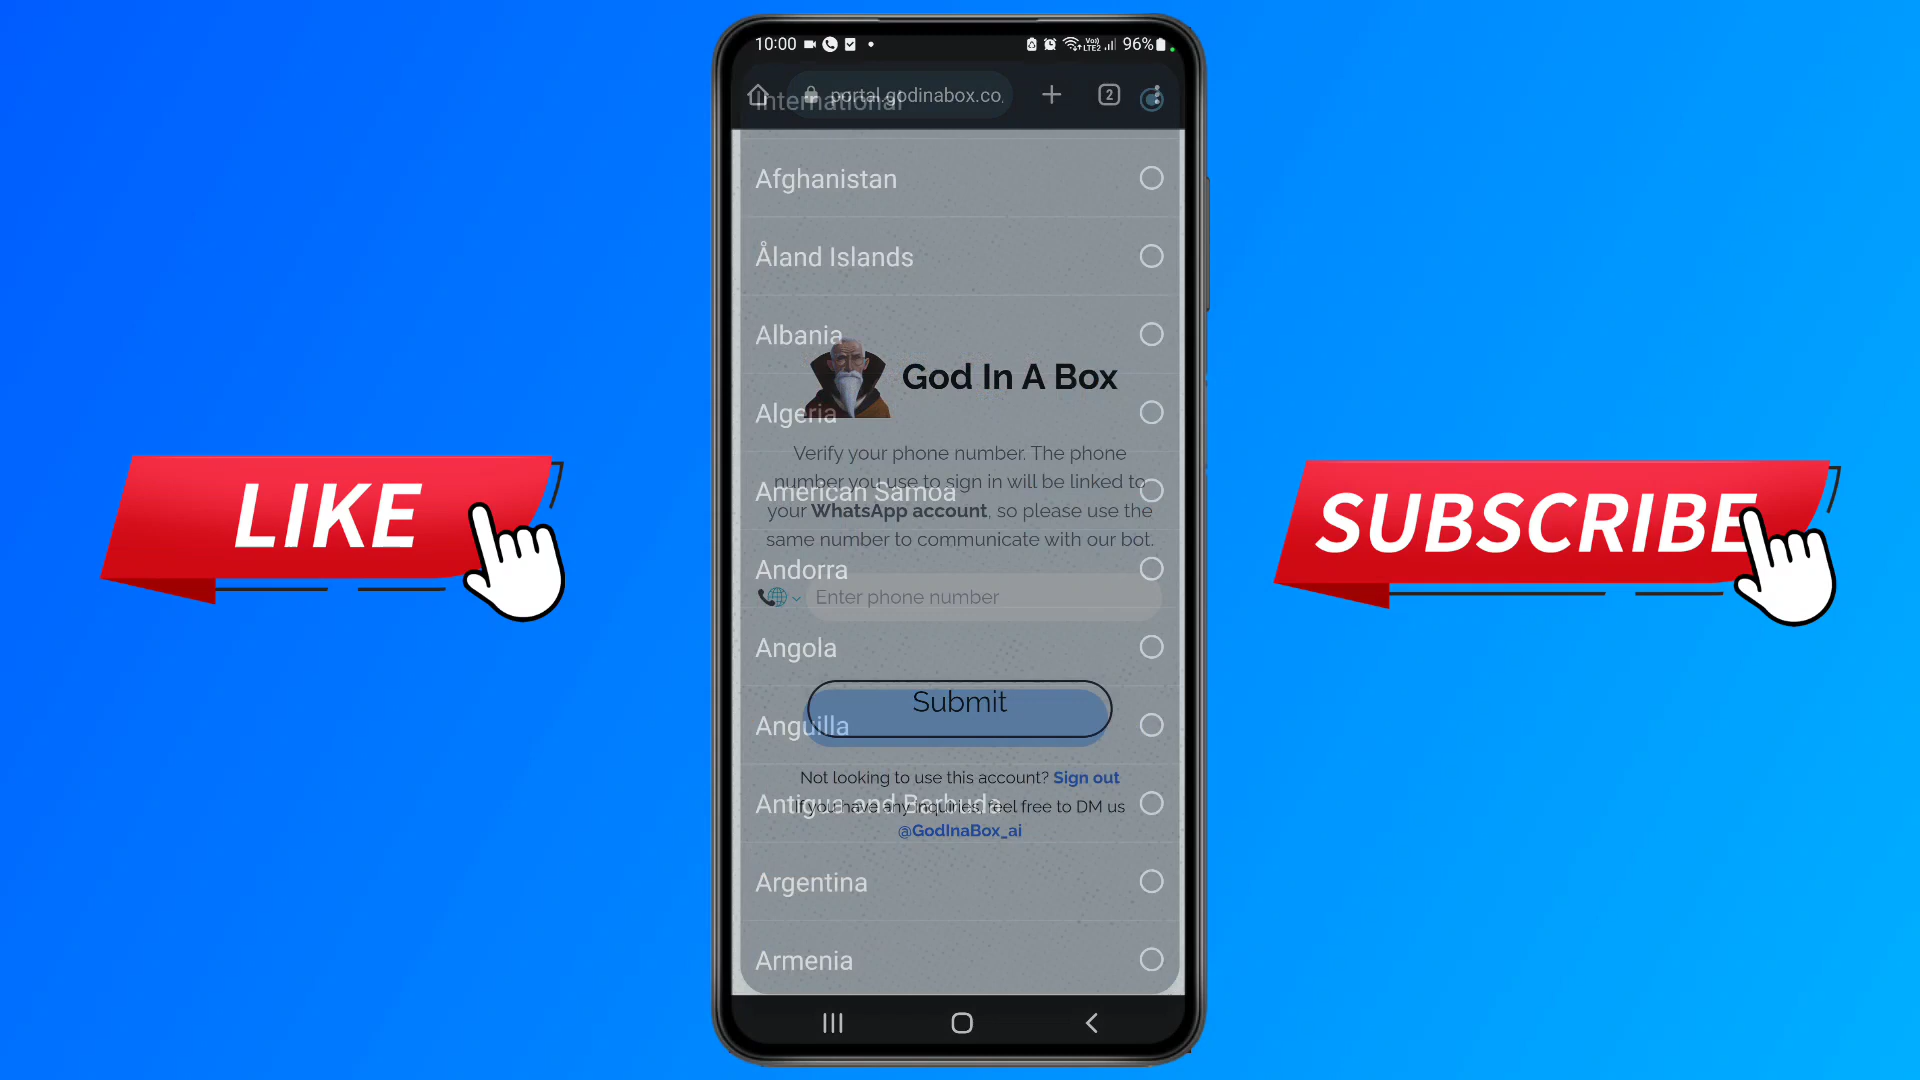 10:00
Vo)) LTE2 96%
International
portal.godinabox.co.
2
Afghanistan
Åland Islands
Albania
God In A Box
Algeria
Verify your phone number. The phone
number you use to sign in will be linked to
American Samoa
your WhatsApp account, so please use the
same number to communicate with our bot.
Andorra
Enter phone number
Angola
Submit
Anguilla
Not looking to use this account? Sign out
Antigua and Barbuda
If you have any inquiries, feel free to DM us
@GodInaBox_ai
Argentina
Armenia
LIKE
SUBSCRIBE